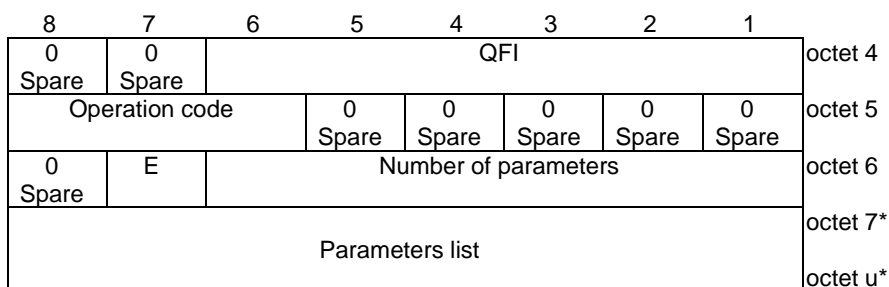 8 7 6 5 4 3 2 1
0 0 QFI octet 4
Spare Spare
Operation code 0 0 0 0 0 octet 5
Spare Spare Spare Spare Spare
0 E Number of parameters octet 6
Spare
octet 7*
Parameters list
octet u*